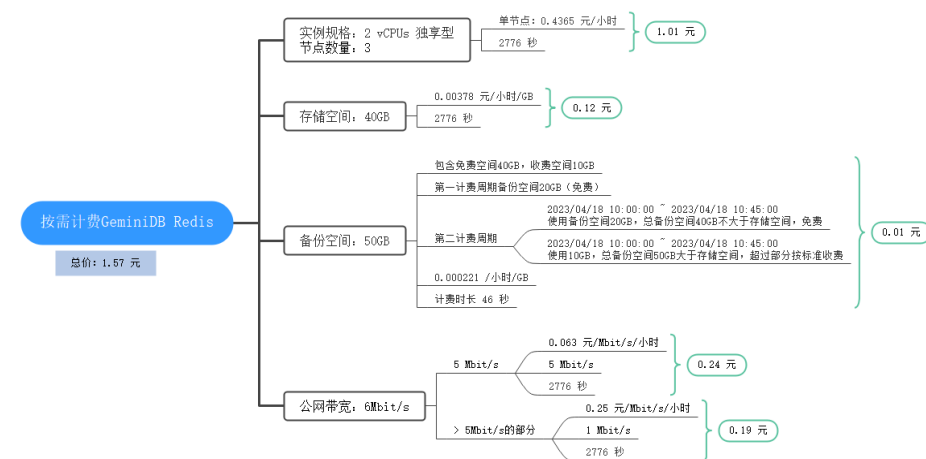 按需计费GeminiDB Redis
总价：1.57 元
实例规格：2 vCPUs 独享型
节点数量：3
单节点：0.4365 元/小时
2776 秒
1.01 元
存储空间：40GB
0.00378 元/小时/GB
2776 秒
0.12 元
备份空间：50GB
包含免费空间40GB，收费空间10GB
第一计费周期备份空间20GB（免费）
第二计费周期
2023/04/18 10:00:00 ~ 2023/04/18 10:45:00
使用备份空间20GB，总备份空间40GB不大于存储空间，免费
2023/04/18 10:00:00 ~ 2023/04/18 10:45:00
使用10GB，总备份空间50GB大于存储空间，超过部分按标准收费
0.000221 /小时/GB
计费时长 46 秒
0.01 元
公网带宽：6Mbit/s
5 Mbit/s
0.063 元/Mbit/s/小时
5 Mbit/s
2776 秒
0.24 元
> 5Mbit/s的部分
0.25 元/Mbit/s/小时
1 Mbit/s
2776 秒
0.19 元